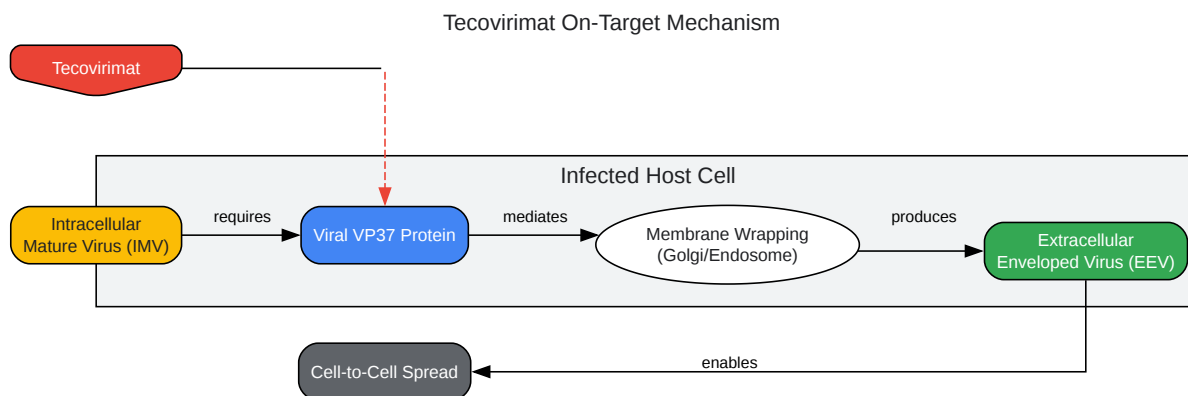 Tecovirimat On-Target Mechanism
Tecovirimat
Infected Host Cell
Intracellular
Mature Virus (IMV)
requires
Viral VP37 Protein
mediates
Membrane Wrapping
(Golgi/Endosome)
produces
Extracellular
Enveloped Virus (EEV)
enables
Cell-to-Cell Spread